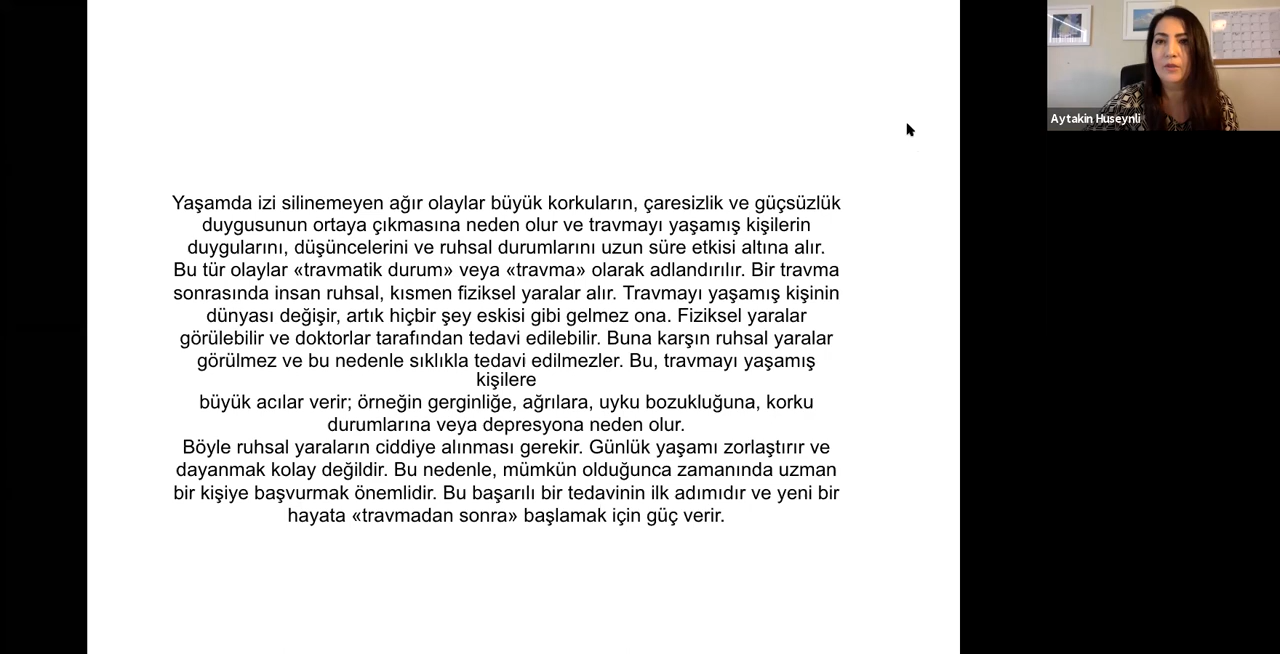 Yaşamda izi silinemeyen ağır olaylar büyük korkuların, çaresizlik ve güçsüzlük
duygusunun ortaya çıkmasına neden olur ve travmayı yaşamış kişilerin
duygularını, düşüncelerini ve ruhsal durumlarını uzun süre etkisi altına alır.
Bu tür olaylar «travmatik durum» veya «travma» olarak adlandırılır. Bir travma
sonrasında insan ruhsal, kısmen fiziksel yaralar alır. Travmayı yaşamış kişinin
dünyası değişir, artık hiçbir şey eskisi gibi gelmez ona. Fiziksel yaralar
görülebilir ve doktorlar tarafından tedavi edilebilir. Buna karşın ruhsal yaralar
görülmez ve bu nedenle sıklıkla tedavi edilmezler. Bu, travmayı yaşamış
kişilere
büyük acılar verir; örneğin gerginliğe, ağrılara, uyku bozukluğuna, korku
durumlarına veya depresyona neden olur.
Böyle ruhsal yaraların ciddiye alınması gerekir. Günlük yaşamı zorlaştırır ve
dayanmak kolay değildir. Bu nedenle, mümkün olduğunca zamanında uzman
bir kişiye başvurmak önemlidir. Bu başarılı bir tedavinin ilk adımıdır ve yeni bir
hayata «travmadan sonra» başlamak için güç verir.
Aytakin Huseynli